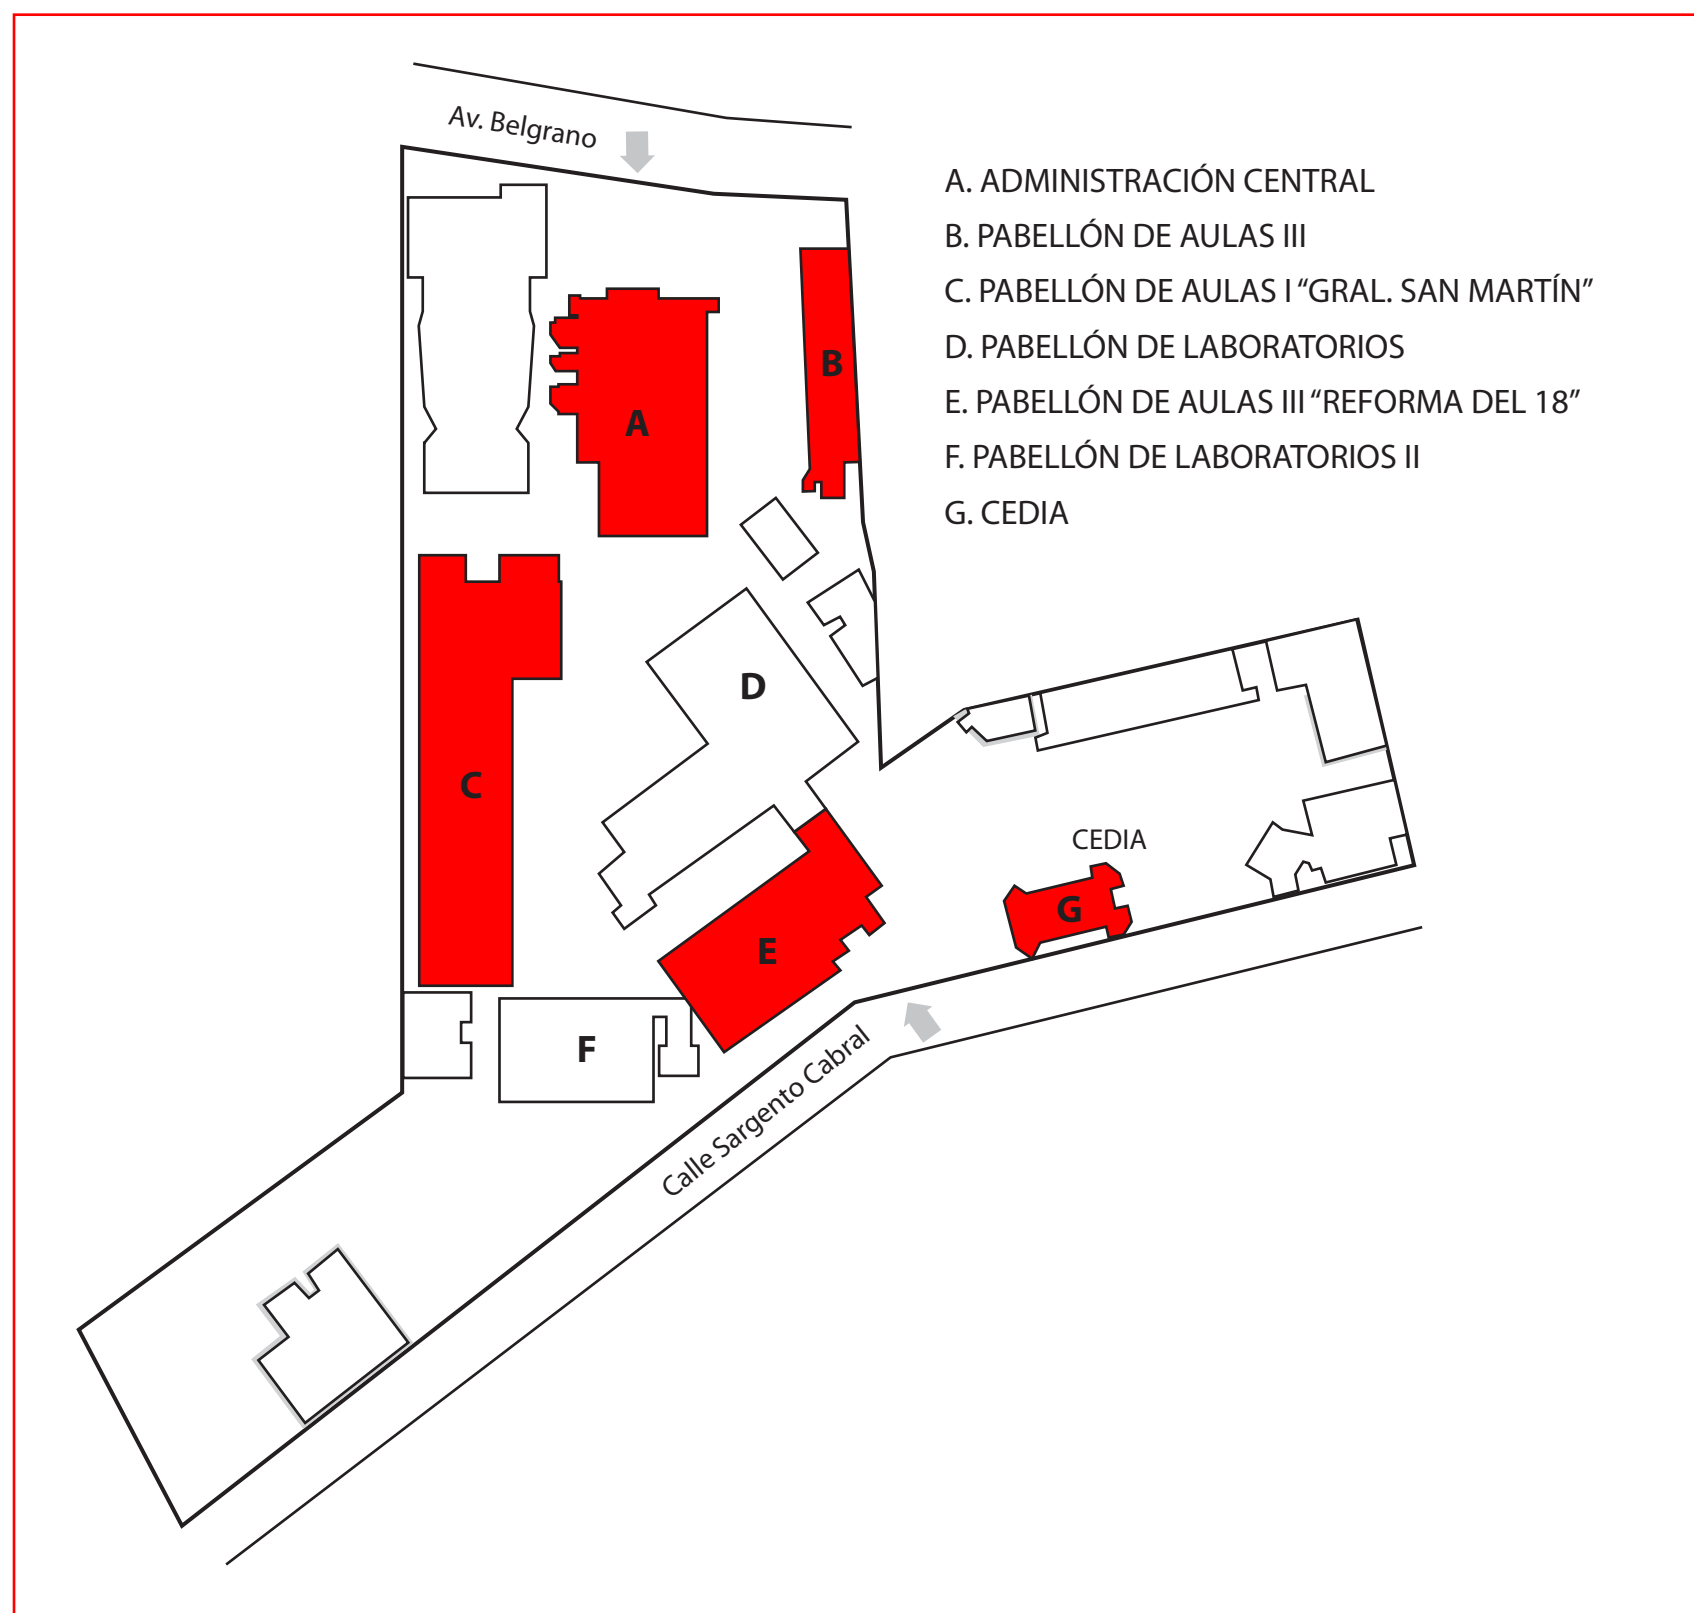 Av. Belgrano
A. ADMINISTRACIÓN CENTRAL
B. PABELLÓN DE AULAS III
C. PABELLÓN DE AULAS I “GRAL. SAN MARTÍN”
D. PABELLÓN DE LABORATORIOS
E. PABELLÓN DE AULAS III “REFORMA DEL 18”
F. PABELLÓN DE LABORATORIOS II
G. CEDIA
B
A
D
C
CEDIA
G
E
F
Calle Sargento Cabral